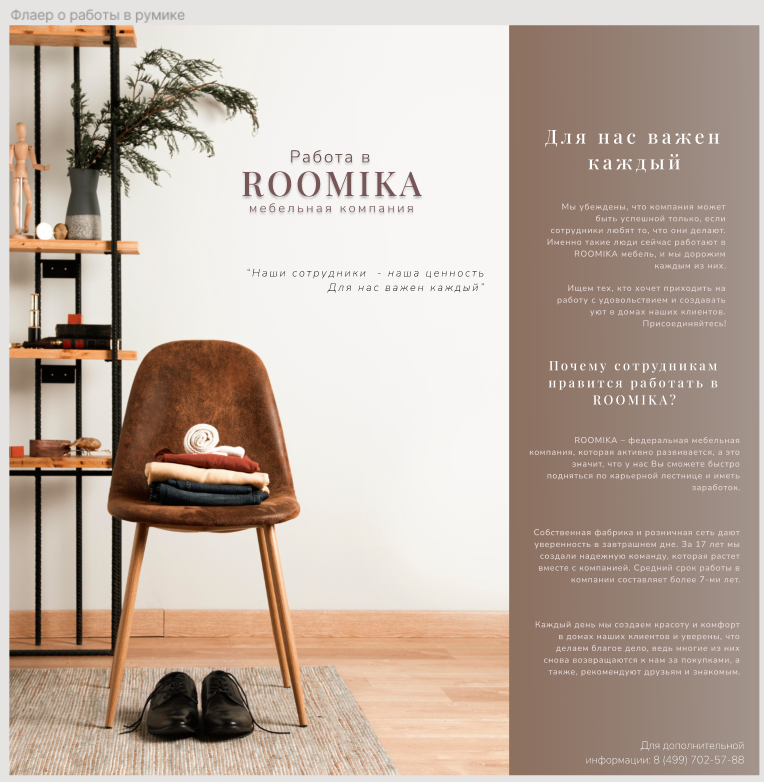 Флаер о работы в румике
Работа в
ROOMIKA
мебельная компания
"Наши сотрудники - наша ценность
Для нас важен каждый"
Для нас важен
каждый
Мы убеждены, что компания может
быть успешной только, если
сотрудники любят то, что они делают.
Именно такие люди сейчас работают в
ROOMIKA мебель, и мы дорожим
каждым из них.
Ищем тех, кто хочет приходить на
работу с удовольствием и создавать
уют в домах наших клиентов.
Присоединяйтесь!
Почему сотрудникам
нравится работать в
ROOMIKA?
ROOMIKA – федеральная мебельная
компания, которая активно развивается, а это
значит, что у нас Вы сможете быстро
подняться по карьерной лестнице и иметь
заработок.
Собственная фабрика и розничная сеть дают
уверенность в завтрашнем дне. За 17 лет мы
создали надежную команду, которая растет
вместе с компанией. Средний срок работы в
компании составляет более 7-ми лет.
Каждый день мы создаем красоту и комфорт
в домах наших клиентов и уверены, что
делаем благое дело, ведь многие из них
снова возвращаются к нам за покупками, а
также, рекомендуют друзьям и знакомым.
Для дополнительной
информации: 8 (499) 702-57-88